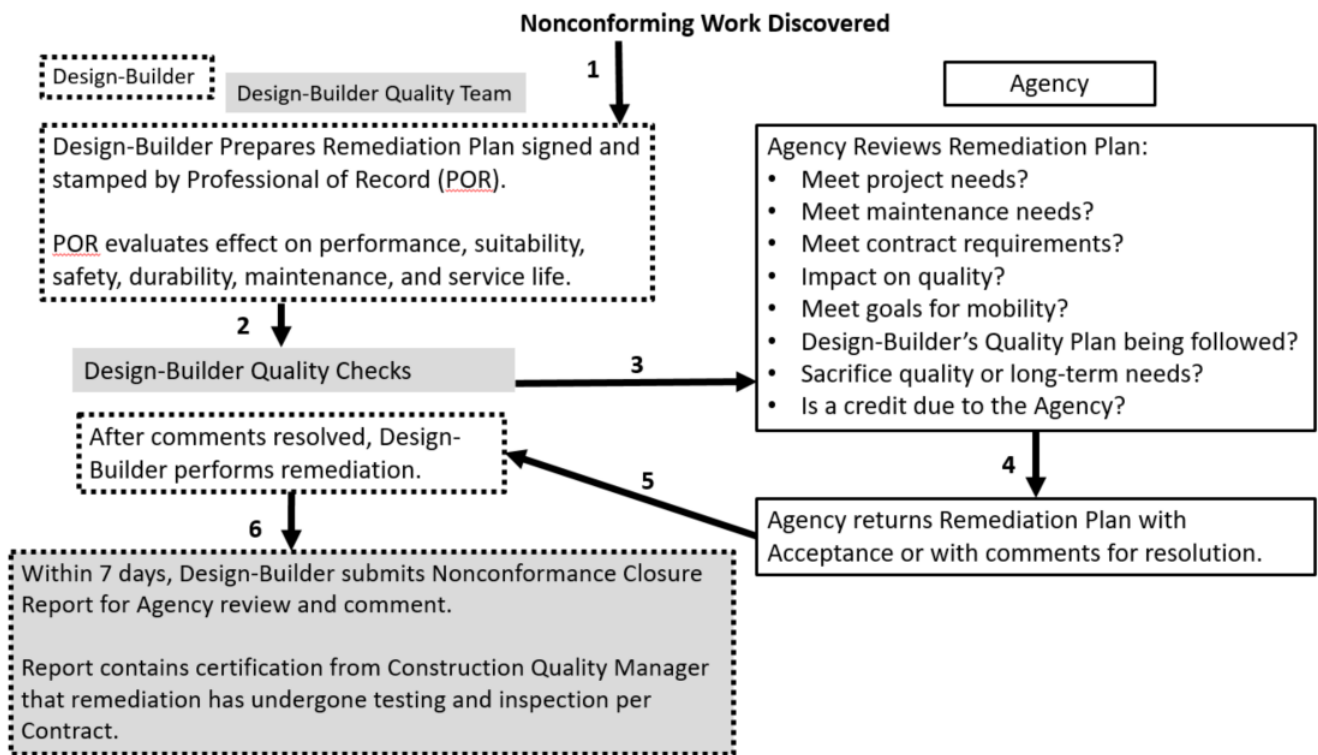 Nonconforming Work Discovered
1
Design-Builder
Design-Builder Quality Team
Agency
Design-Builder Prepares Remediation Plan signed and
stamped by Professional of Record (POR).
POR evaluates effect on performance, suitability,
safety, durability, maintenance, and service life.
2
Design-Builder Quality Checks
3
Agency Reviews Remediation Plan:
• Meet project needs?
• Meet maintenance needs?
• Meet contract requirements?
• Impact on quality?
• Meet goals for mobility?
• Design-Builder’s Quality Plan being followed?
• Sacrifice quality or long-term needs?
• Is a credit due to the Agency?
4
Agency returns Remediation Plan with
Acceptance or with comments for resolution.
5
After comments resolved, Design-
Builder performs remediation.
6
Within 7 days, Design-Builder submits Nonconformance Closure
Report for Agency review and comment.
Report contains certification from Construction Quality Manager
that remediation has undergone testing and inspection per
Contract.